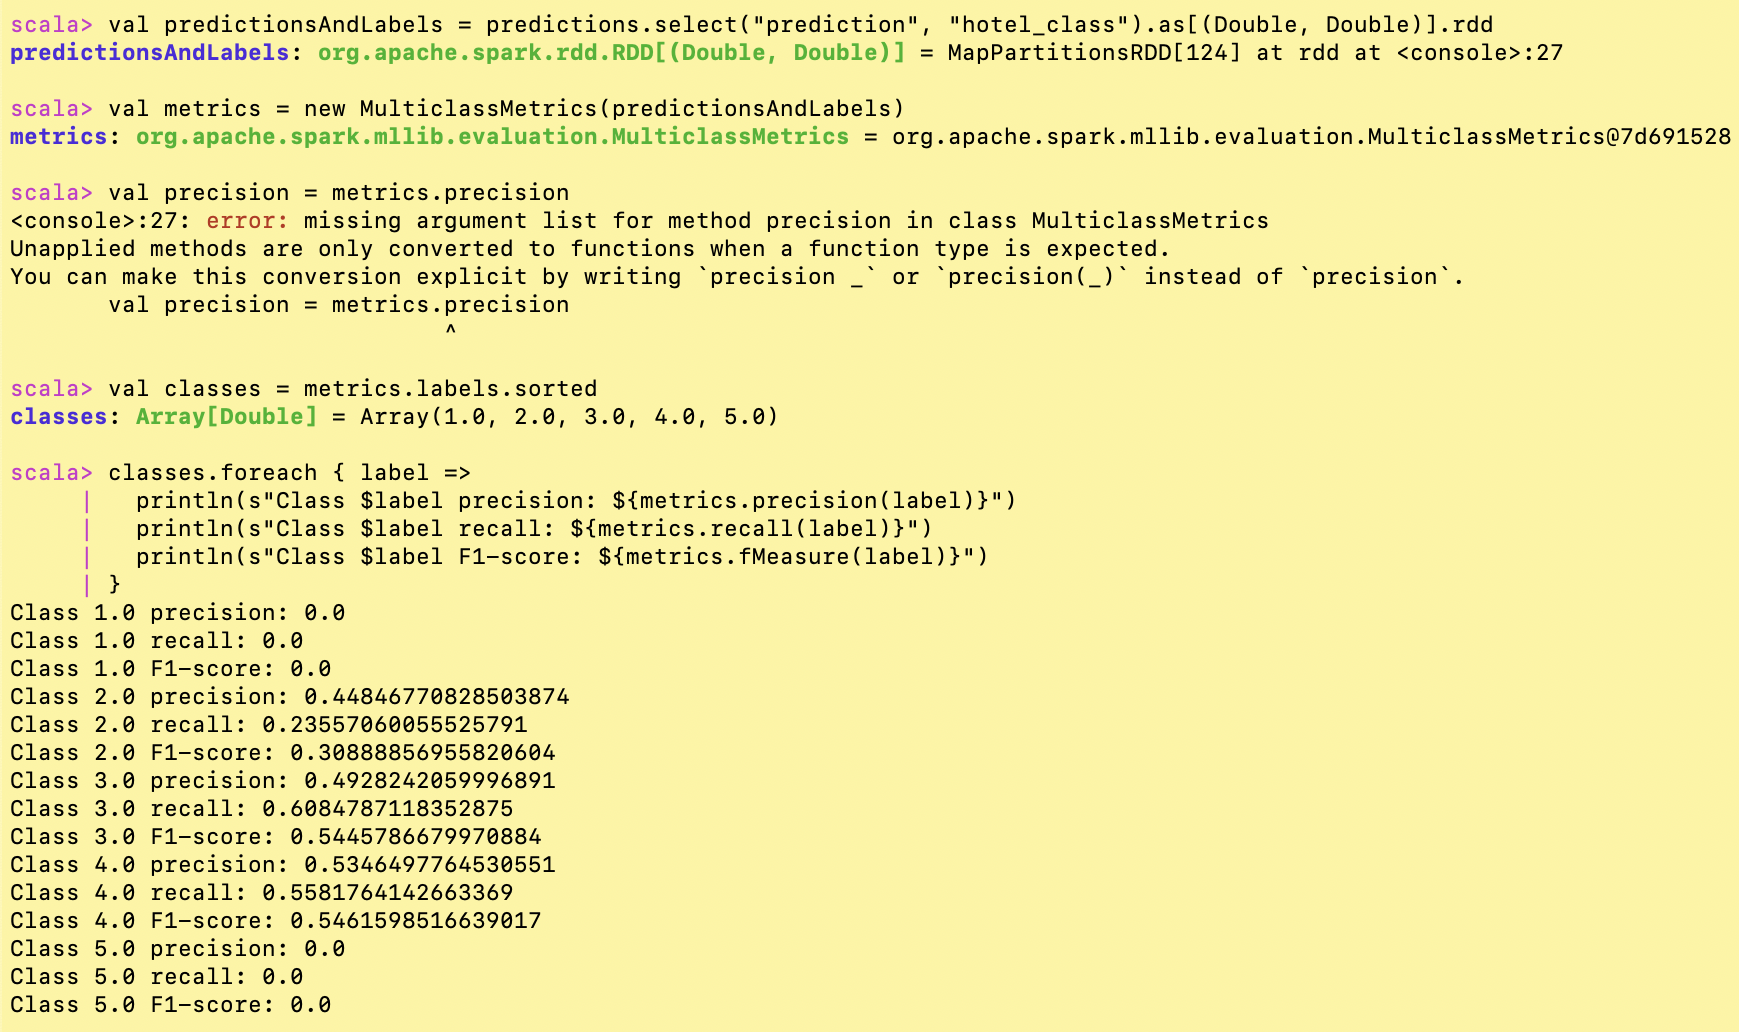 scala> val predictionsAndLabels = predictions.select("prediction", "hotel_class").as[(Double, Double)].rdd
predictionsAndLabels: org.apache.spark.rdd.RDD[(Double, Double)] = MapPartitionsRDD[124] at rdd at <console>:27
scala> val metrics = new MulticlassMetrics(predictionsAndLabels)
metrics: org.apache.spark.mllib.evaluation.MulticlassMetrics = org.apache.spark.mllib.evaluation.MulticlassMetrics@7d691528
scala> val precision = metrics.precision
<console>:27: error: missing argument list for method precision in class MulticlassMetrics
Unapplied methods are only converted to functions when a function type is expected.
You can make this conversion explicit by writing `precision _` or `precision(_)` instead of `precision`.
       val precision = metrics.precision
                               ^
scala> val classes = metrics.labels.sorted
classes: Array[Double] = Array(1.0, 2.0, 3.0, 4.0, 5.0)
scala> classes.foreach { label =>
     |   println(s"Class $label precision: ${metrics.precision(label)}")
     |   println(s"Class $label recall: ${metrics.recall(label)}")
     |   println(s"Class $label F1-score: ${metrics.fMeasure(label)}")
     | }
Class 1.0 precision: 0.0
Class 1.0 recall: 0.0
Class 1.0 F1-score: 0.0
Class 2.0 precision: 0.44846770828503874
Class 2.0 recall: 0.23557060055525791
Class 2.0 F1-score: 0.30888856955820604
Class 3.0 precision: 0.4928242059996891
Class 3.0 recall: 0.6084787118352875
Class 3.0 F1-score: 0.5445786679970884
Class 4.0 precision: 0.5346497764530551
Class 4.0 recall: 0.5581764142663369
Class 4.0 F1-score: 0.5461598516639017
Class 5.0 precision: 0.0
Class 5.0 recall: 0.0
Class 5.0 F1-score: 0.0